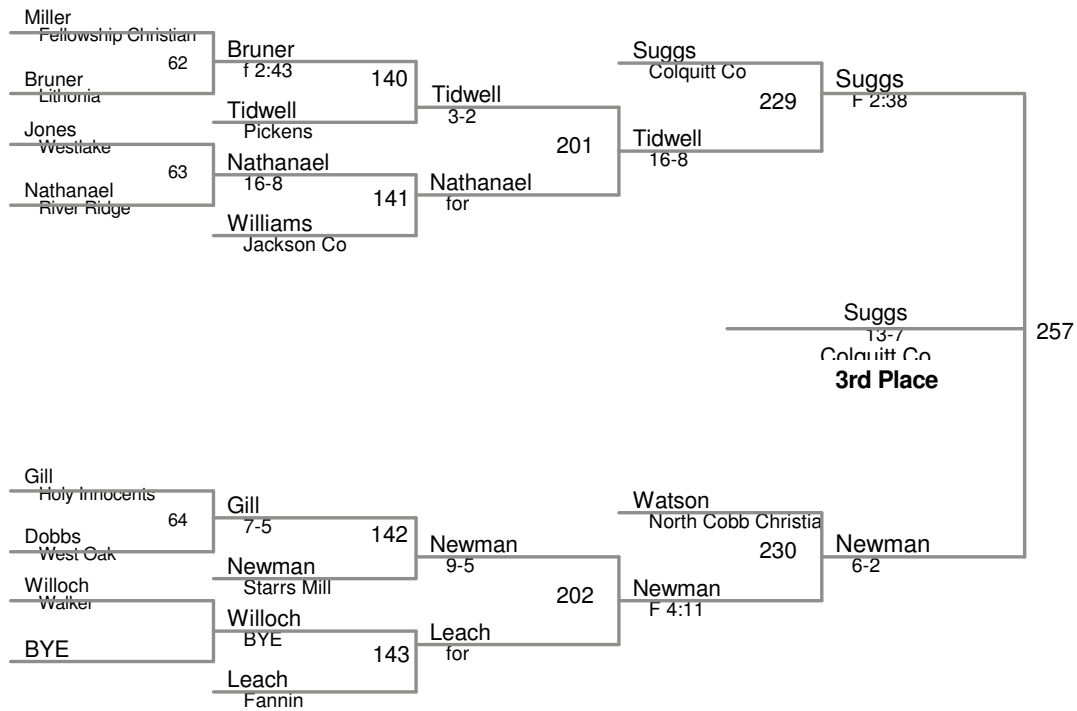 Miller
Fellowship Christian
62
Bruner
Lithonia
Jones
Westlake
63
Nathanael
River Ridge
Bruner
f 2:43
140
Tidwell
Pickens
Nathanael
16-8
141
Williams
Jackson Co
Tidwell
3-2
201
Nathanael
for
Suggs
Colquitt Co
229
Tidwell
16-8
Suggs
F 2:38
Suggs
13-7
257
Colquitt Co
3rd Place
Gill
Holy Innocents
64
Dobbs
West Oak
Willoch
Walker
BYE
Gill
7-5
142
Newman
Starrs Mill
Willoch
BYE
143
Leach
Fannin
Newman
9-5
202
Leach
for
Watson
North Cobb Christia
230
Newman
F 4:11
Newman
6-2